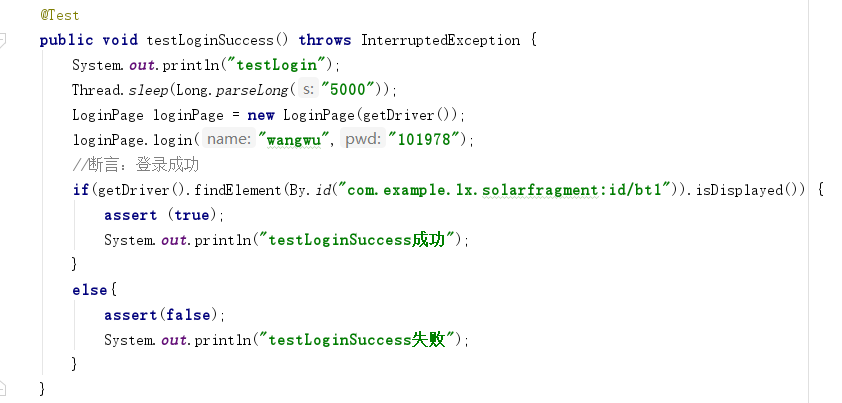 @Test
public void testLoginSuccess() throws InterruptedException {
System.out.println("testLogin");
Thread.sleep(Long.parseLong( s: "5000"));
LoginPage loginPage = new LoginPage(getDriver());
loginPage.login( name: "wangwu", pwd: "101978");
//断言：登录成功
if(getDriver().findElement(By.id("com.example.lx.solarfragment:id/bt1")).isDisplayed()) {
assert (true);
System.out.println("testLoginSuccess成功");
}
else{
assert(false);
System.out.println("testLoginSuccess失败");
}
}